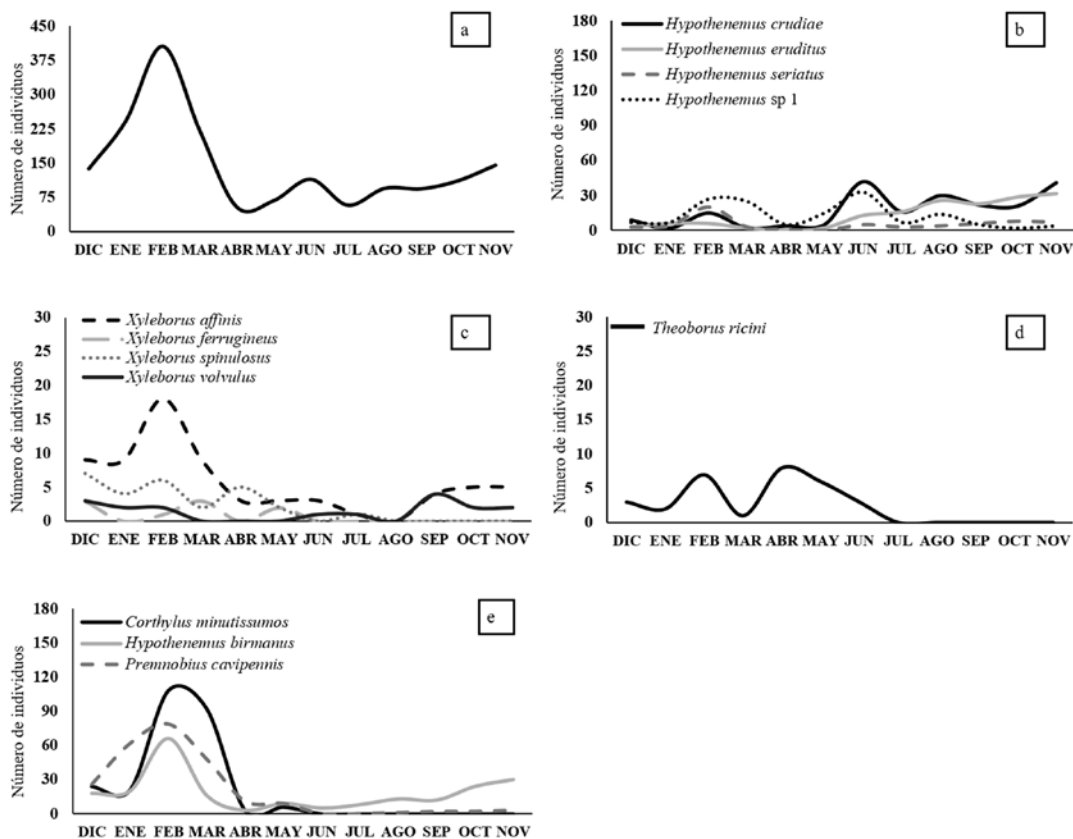 a
Número de individuos
450
375
300
225
150
75
0
DIC ENE FEB MAR ABR MAY JUN JUL AGO SEP OCT NOV
b
Número de individuos
180
150
120
90
60
30
0
Hypothenemus crudiae
Hypothenemus eruditus
Hypothenemus seriatus
Hypothenemus sp 1
DIC ENE FEB MAR ABR MAY JUN JUL AGO SEP OCT NOV
c
Número de individuos
30
25
20
15
10
5
0
Xyleborus affinis
Xyleborus ferrugineus
Xyleborus spinulosus
Xyleborus volvulus
DIC ENE FEB MAR ABR MAY JUN JUL AGO SEP OCT NOV
d
Número de individuos
30
25
20
15
10
5
0
Theoborus ricini
DIC ENE FEB MAR ABR MAY JUN JUL AGO SEP OCT NOV
e
Número de individuos
180
150
120
90
60
30
0
Corthylus minutissumos
Hypothenemus birmanus
Premnobius cavipennis
DIC ENE FEB MAR ABR MAY JUN JUL AGO SEP OCT NOV